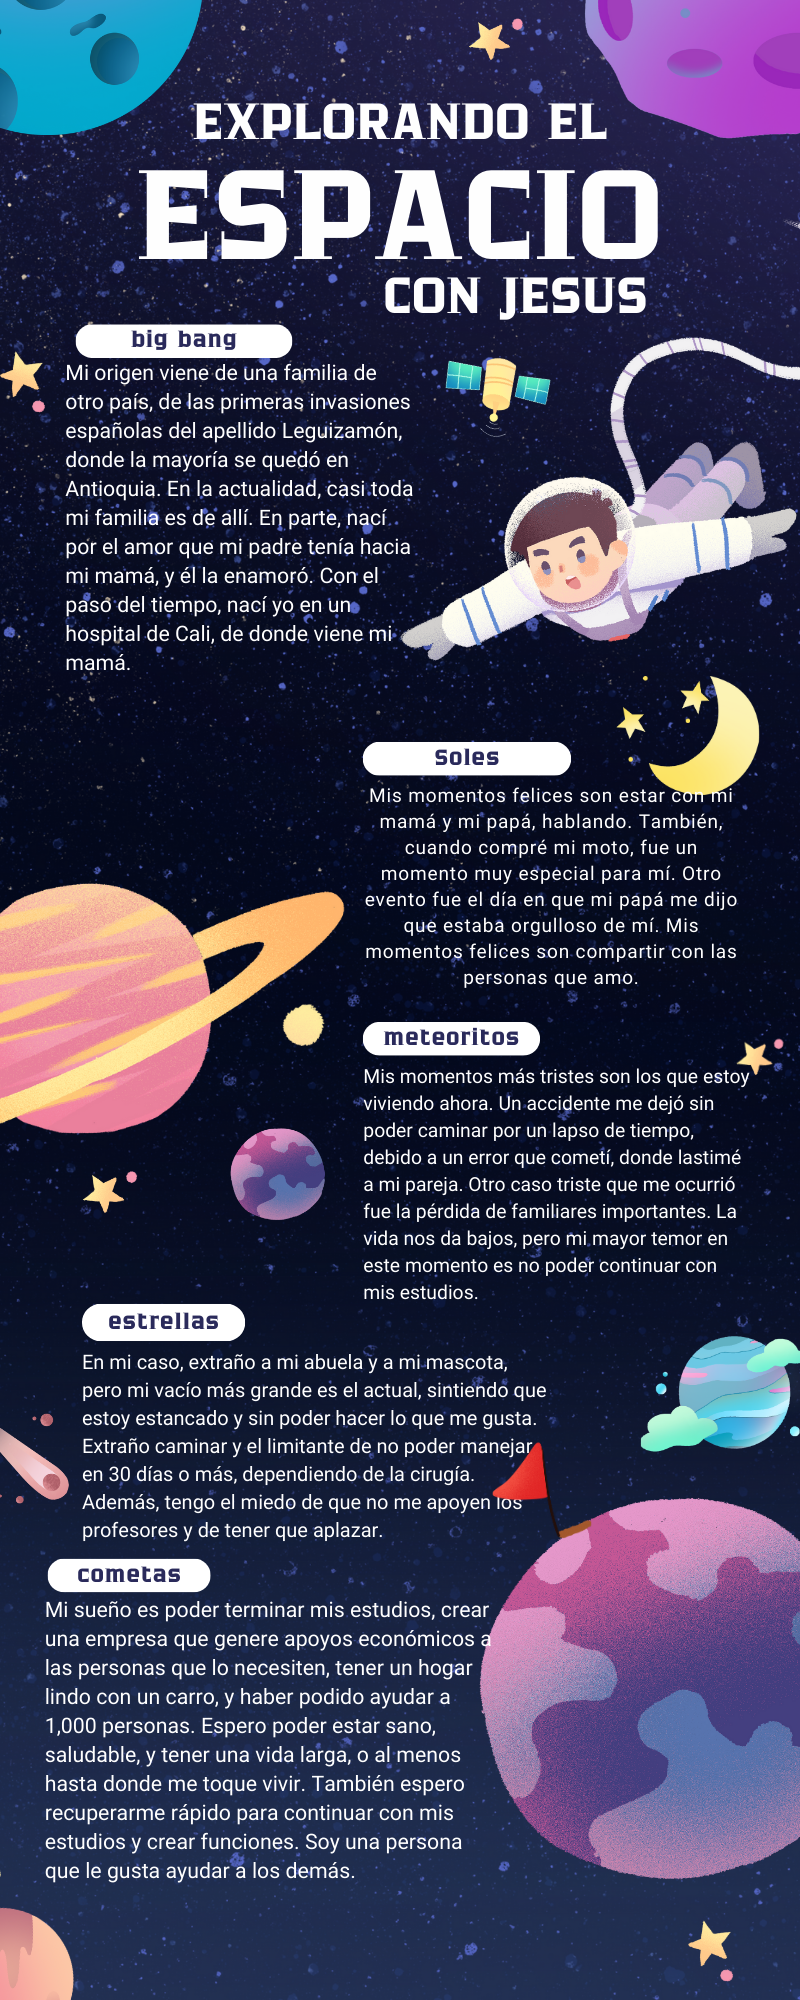 EXPLORANDO EL
ESPACIO
CON JESUS
big bang
Mi origen viene de una familia de
otro país, de las primeras invasiones
españolas del apellido Leguizamón,
donde la mayoría se quedó en
Antioquia. En la actualidad, casi toda
mi familia es de allí. En parte, nací
por el amor que mi padre tenía hacia
mi mamá, y él la enamoró. Con el
paso del tiempo, nací yo en un
hospital de Cali, de donde viene mi
mamá.
Soles
Mis momentos felices son estar con mi
mamá y mi papá, hablando. También,
cuando compré mi moto, fue un
momento muy especial para mí. Otro
evento fue el día en que mi papá me dijo
que estaba orgulloso de mí. Mis
momentos felices son compartir con las
personas que amo.
meteoritos
Mis momentos más tristes son los que estoy
viviendo ahora. Un accidente me dejó sin
poder caminar por un lapso de tiempo,
debido a un error que cometí, donde lastimé
a mi pareja. Otro caso triste que me ocurrió
fue la pérdida de familiares importantes. La
vida nos da bajos, pero mi mayor temor en
este momento es no poder continuar con
mis estudios.
estrellas
En mi caso, extraño a mi abuela y a mi mascota,
pero mi vacío más grande es el actual, sintiendo que
estoy estancado y sin poder hacer lo que me gusta.
Extraño caminar y el limitante de no poder manejar
en 30 días o más, dependiendo de la cirugía.
Además, tengo el miedo de que no me apoyen los
profesores y de tener que aplazar.
cometas
Mi sueño es poder terminar mis estudios, crear
una empresa que genere apoyos económicos a
las personas que lo necesiten, tener un hogar
lindo con un carro, y haber podido ayudar a
1,000 personas. Espero poder estar sano,
saludable, y tener una vida larga, o al menos
hasta donde me toque vivir. También espero
recuperarme rápido para continuar con mis
estudios y crear funciones. Soy una persona
que le gusta ayudar a los demás.